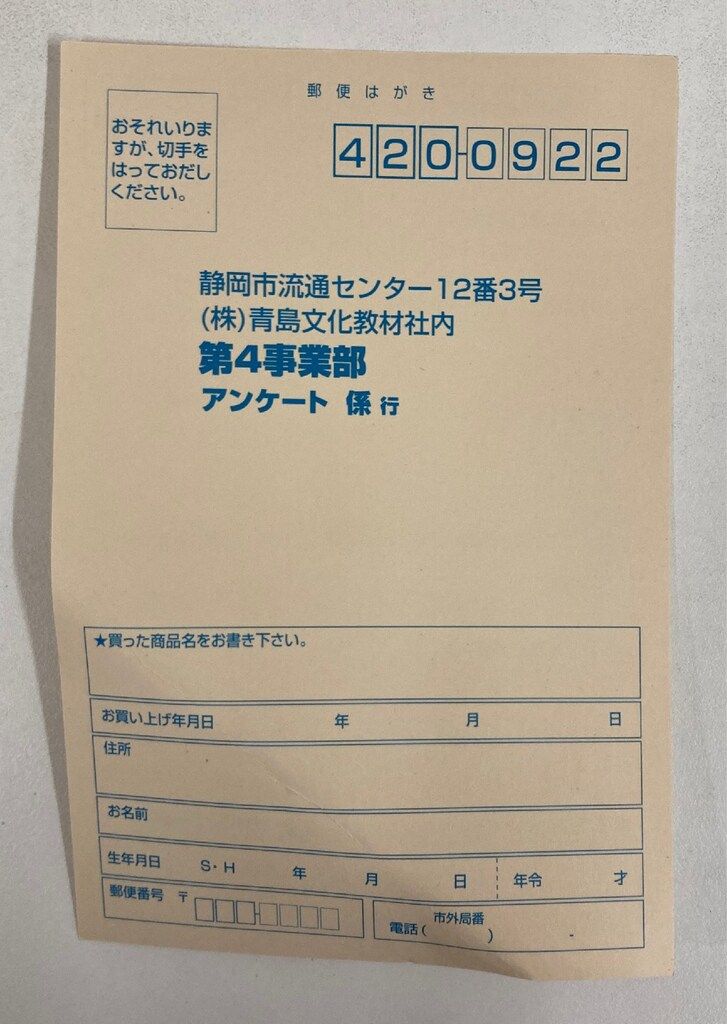 郵便はがき
おそれいりま
すが、切手を
はっておだし
ください。
420-0922
静岡市流通センター12番3号
(株)青島文化教材社内
第4事業部
アンケート 係 行
★買った商品名をお書き下さい。
お買い上げ年月日 年 月 日
住所
お名前
生年月日 S・H 年 月 日 年令 才
郵便番号 〒 -
市外局番
電話( ) -